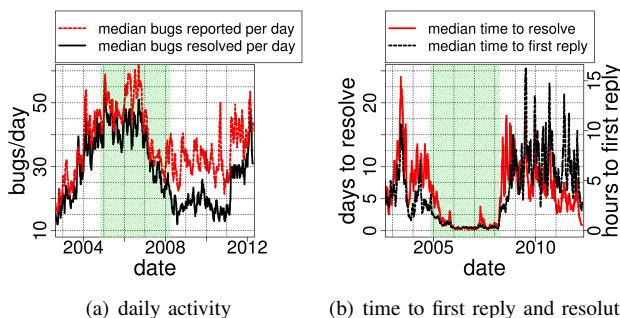 median bugs reported per day
median bugs resolved per day
bugs/day
10
30
50
2004
2008
2012
date
(a) daily activity
median time to resolve
median time to first reply
days to resolve
0
5
10
20
hours to first reply
0
5
10
15
2005
2010
date
(b) time to first reply and resolut